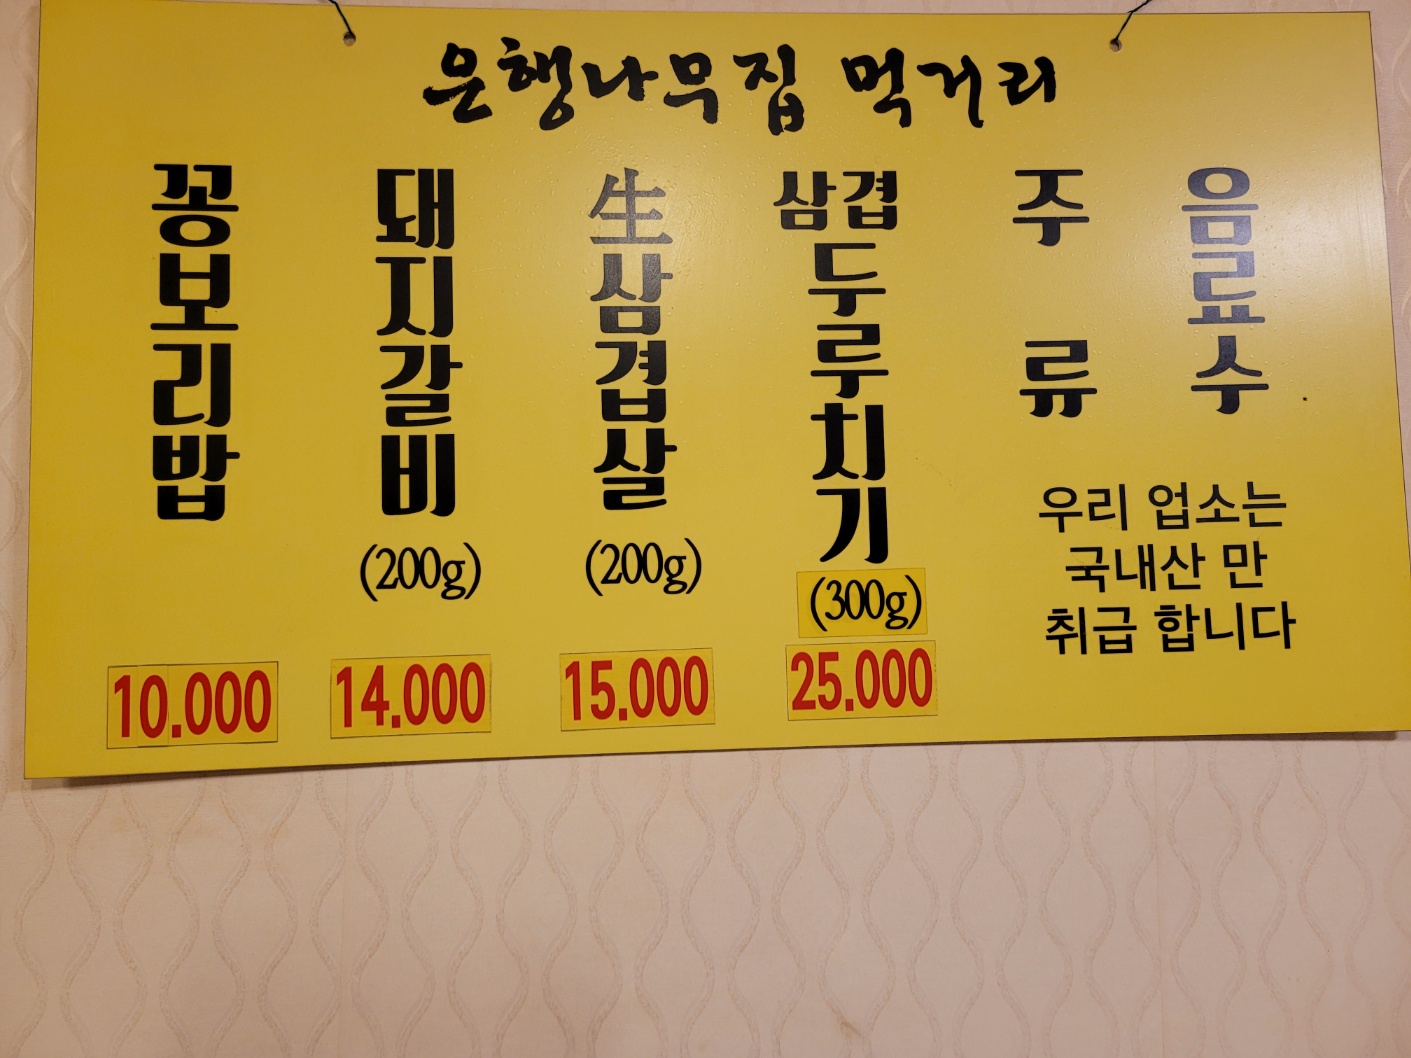 은행나무집 먹거리
꽁보리밥
10.000
돼지갈비
(200g)
14.000
生삼겹살
(200g)
15.000
삼겹두루치기
(300g)
25.000
주류
음료수
우리 업소는
국내산 만
취급 합니다